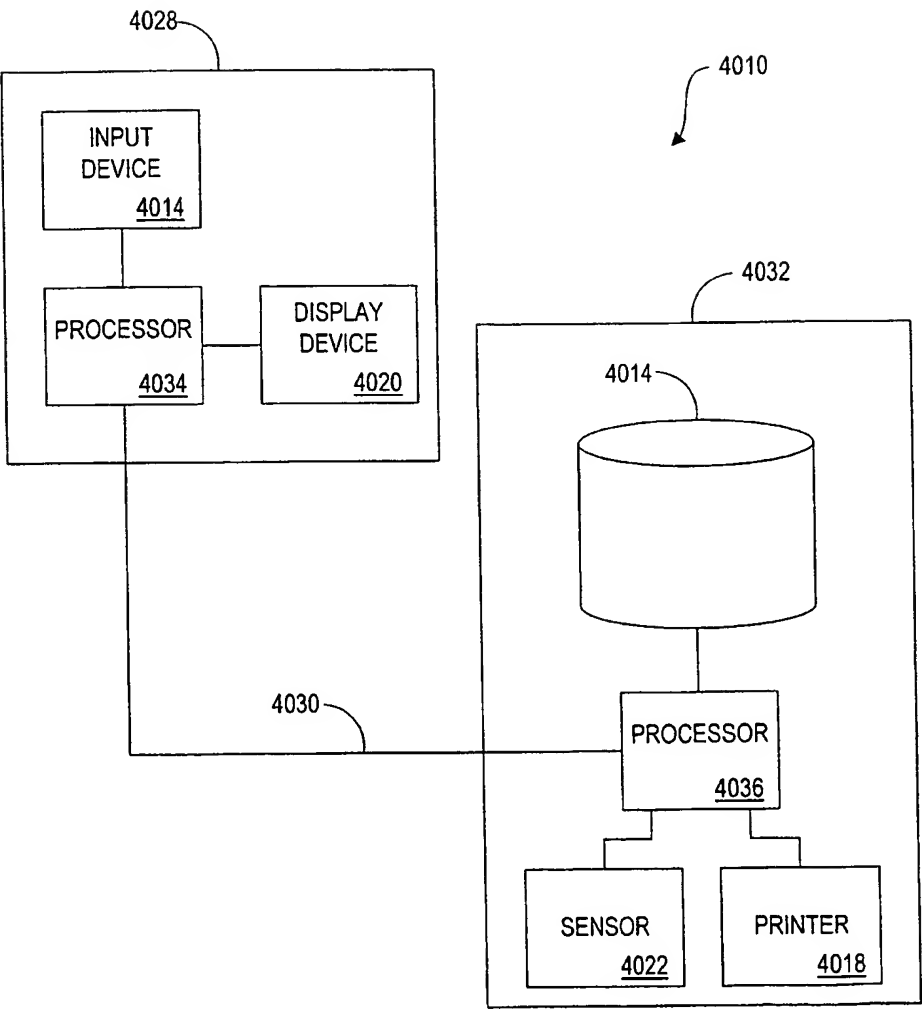 4028
4010
INPUT
DEVICE
4014
PROCESSOR
4034
DISPLAY
DEVICE
4020
4032
4014
4030
PROCESSOR
4036
SENSOR
4022
PRINTER
4018